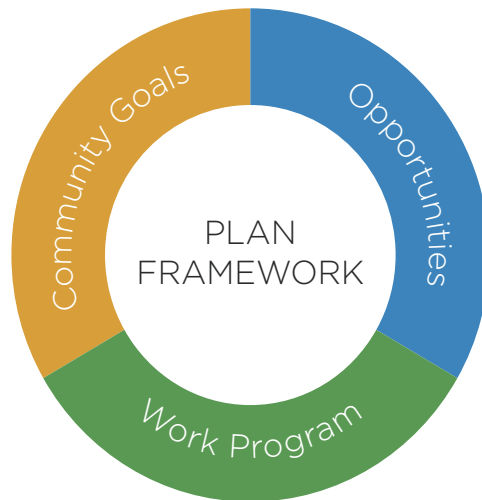 Community Goals
Opportunities
PLAN
FRAMEWORK
Work Program